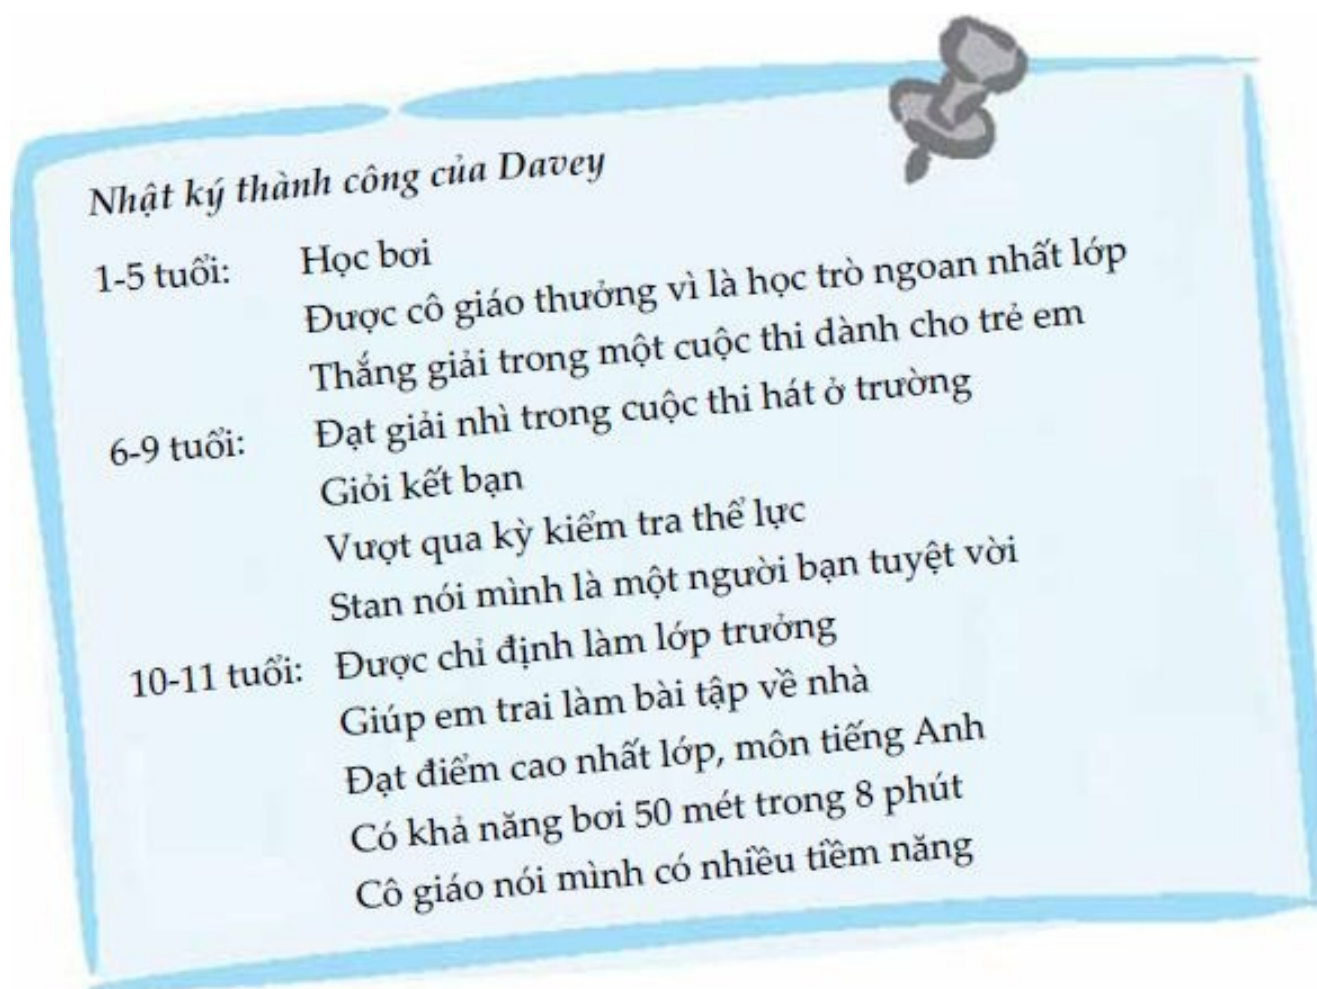 Nhật ký thành công của Davey
1-5 tuổi: Học bơi
Được cô giáo thưởng vì là học trò ngoan nhất lớp
Thắng giải trong một cuộc thi dành cho trẻ em
6-9 tuổi: Đạt giải nhì trong cuộc thi hát ở trường
Giỏi kết bạn
Vượt qua kỳ kiểm tra thể lực
Stan nói mình là một người bạn tuyệt vời
10-11 tuổi: Được chỉ định làm lớp trưởng
Giúp em trai làm bài tập về nhà
Đạt điểm cao nhất lớp, môn tiếng Anh
Có khả năng bơi 50 mét trong 8 phút
Cô giáo nói mình có nhiều tiềm năng